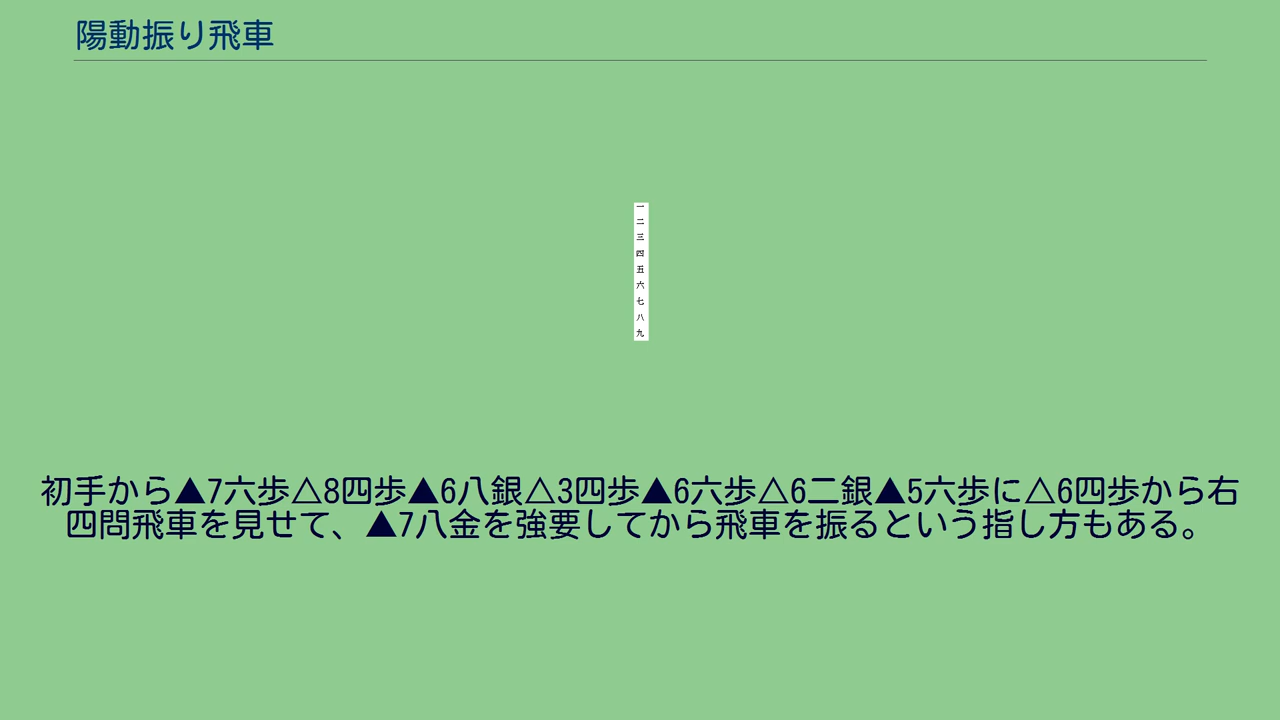 陽動振り飛車
一
二
三
四
五
六
七
八
九
初手から▲7六歩△8四歩▲6八銀△3四歩▲6六歩△6二銀▲5六歩に△6四歩から右
四間飛車を見せて、▲7八金を強要してから飛車を振るという指し方もある。